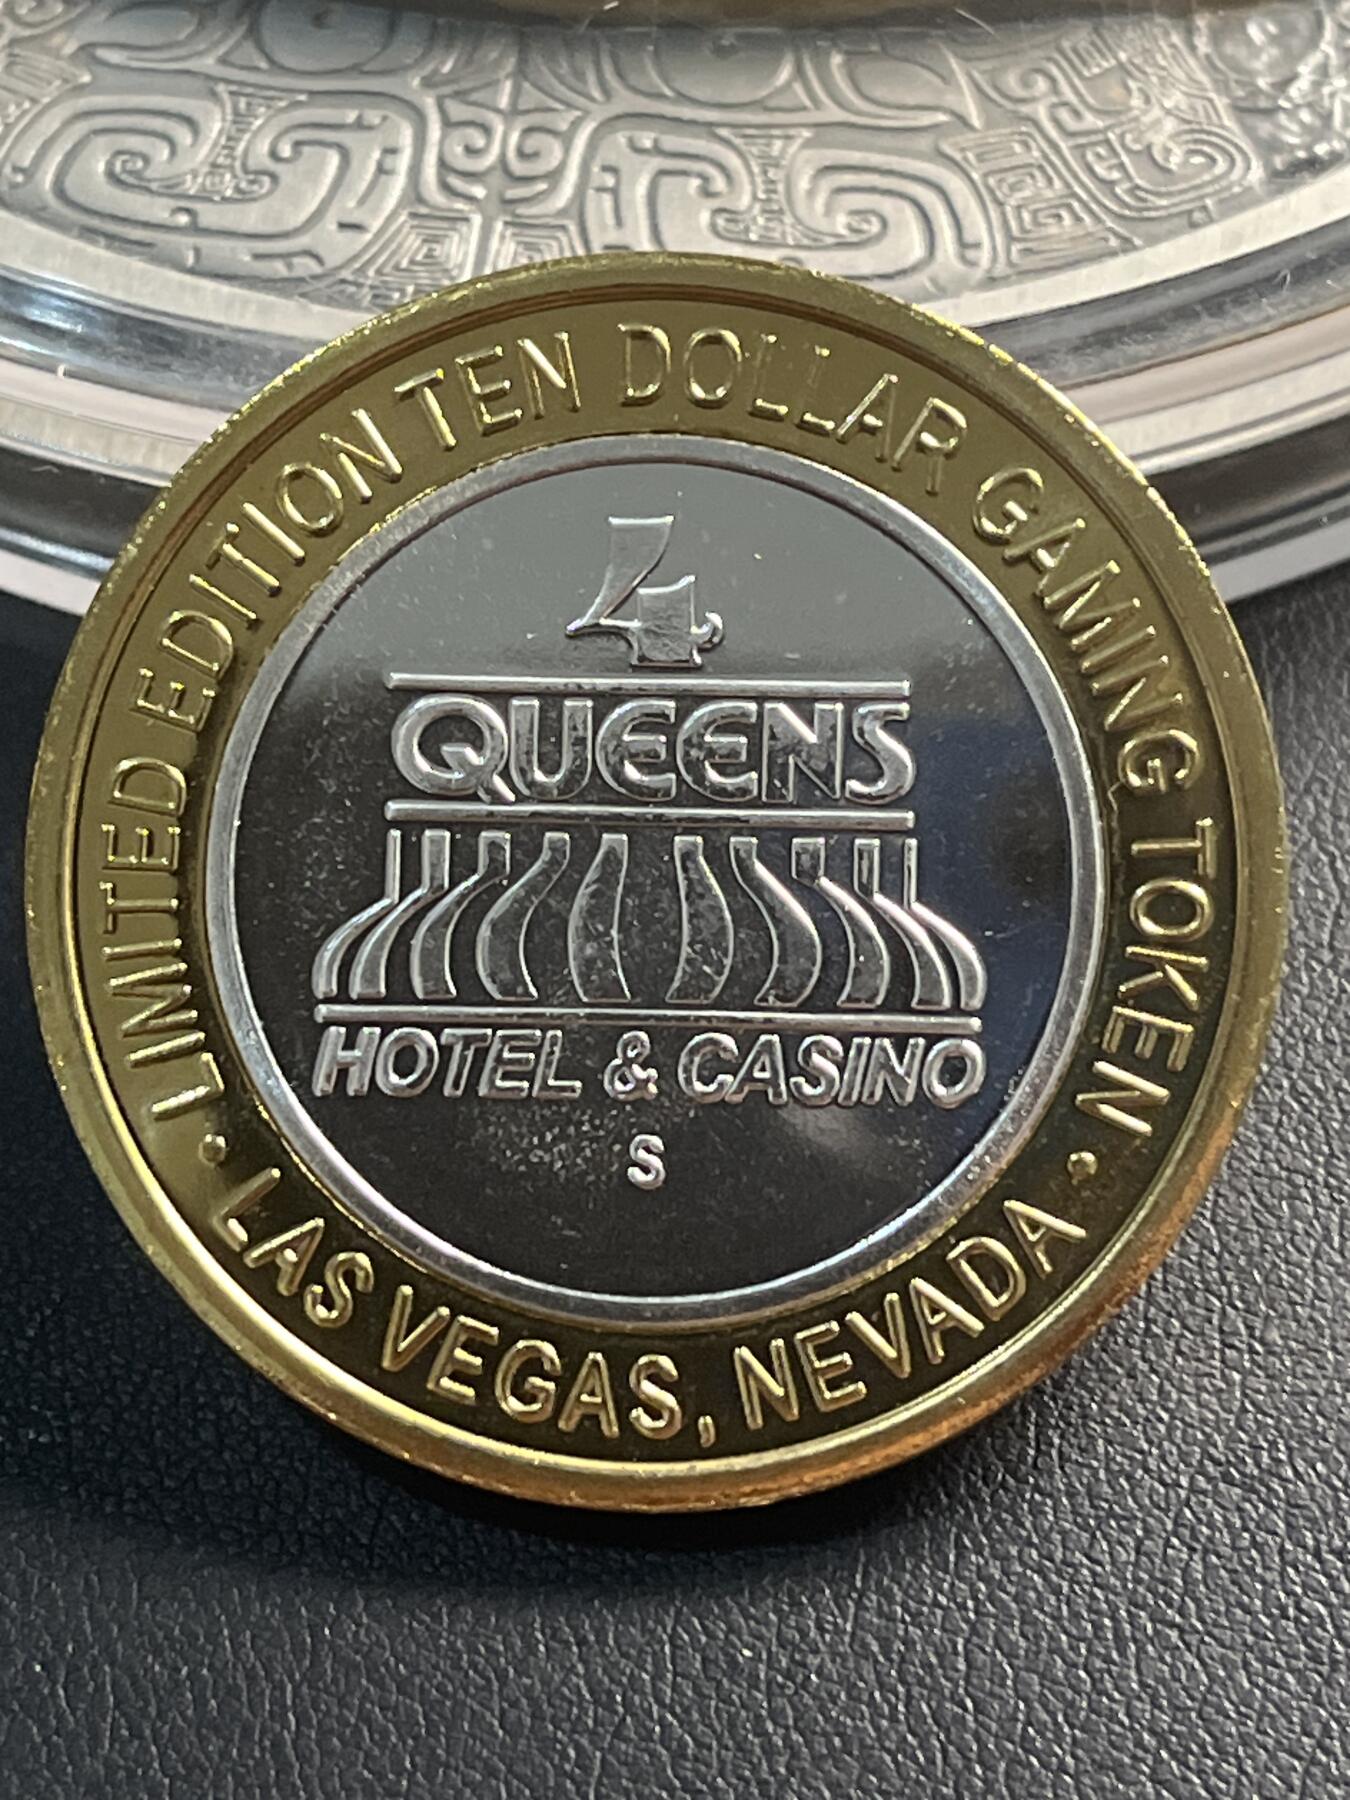 LIMITED EDITION TEN DOLLAR GAMING TOKEN
4
QUEENS
HOTEL & CASINO
S
• LAS VEGAS, NEVADA •